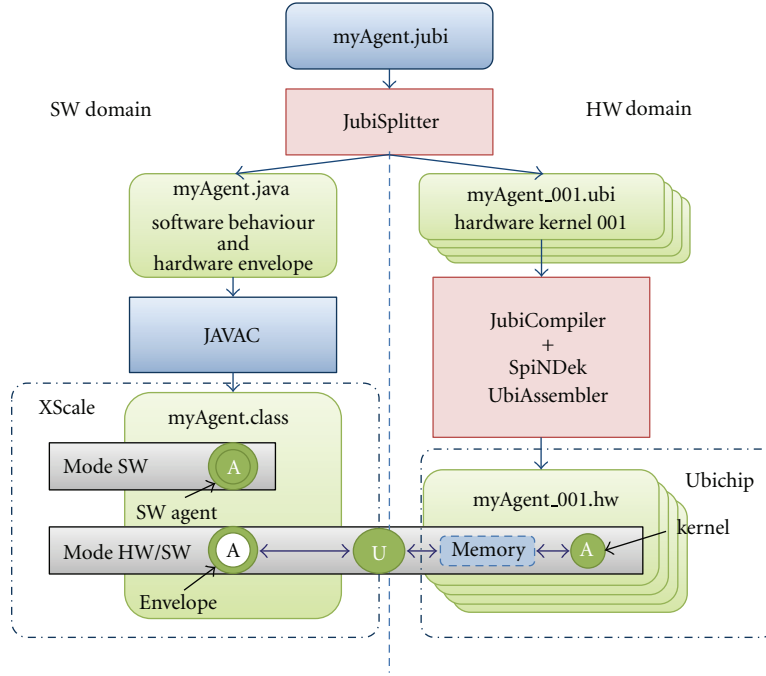 myAgent.jubi
SW domain
HW domain
JubiSplitter
myAgent.java
software behaviour
and
hardware envelope
myAgent_001.ubi
hardware kernel 001
JAVAC
JubiCompiler
+
SpiNDek
UbiAssembler
XScale
myAgent.class
Ubichip
Mode SW
A
SW agent
myAgent_001.hw
kernel
Mode HW/SW
A
U
Memory
A
Envelope